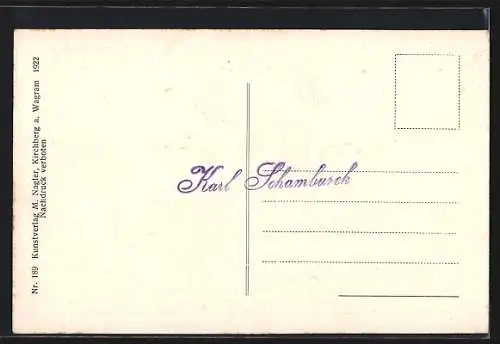 Nr. 189 Kunstverlag M. Nagler, Kirchberg a. Wagram 1922
Nachdruck verboten
Karl Schamburek